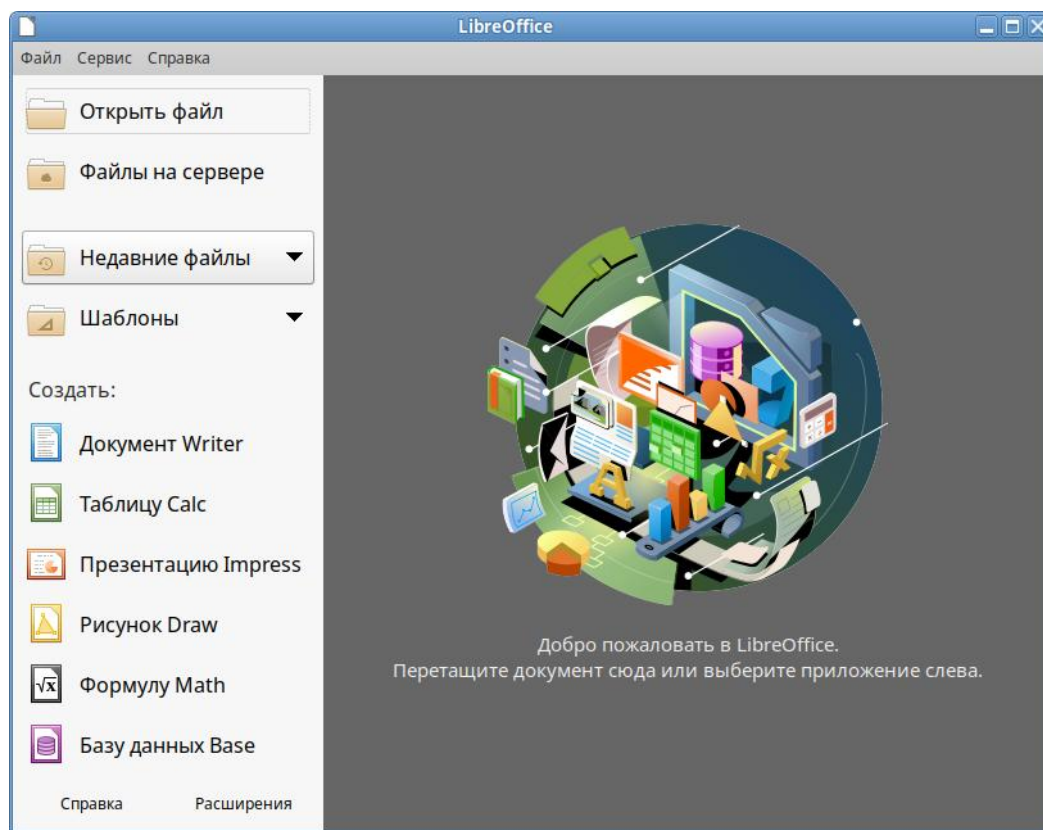 LibreOffice
Файл Сервис Справка
Открыть файл
Файлы на сервере
Недавние файлы
Шаблоны
Создать:
Документ Writer
Таблицу Calc
Презентацию Impress
Рисунок Draw
Формулу Math
Базу данных Base
Справка Расширения
Добро пожаловать в LibreOffice.
Перетащите документ сюда или выберите приложение слева.